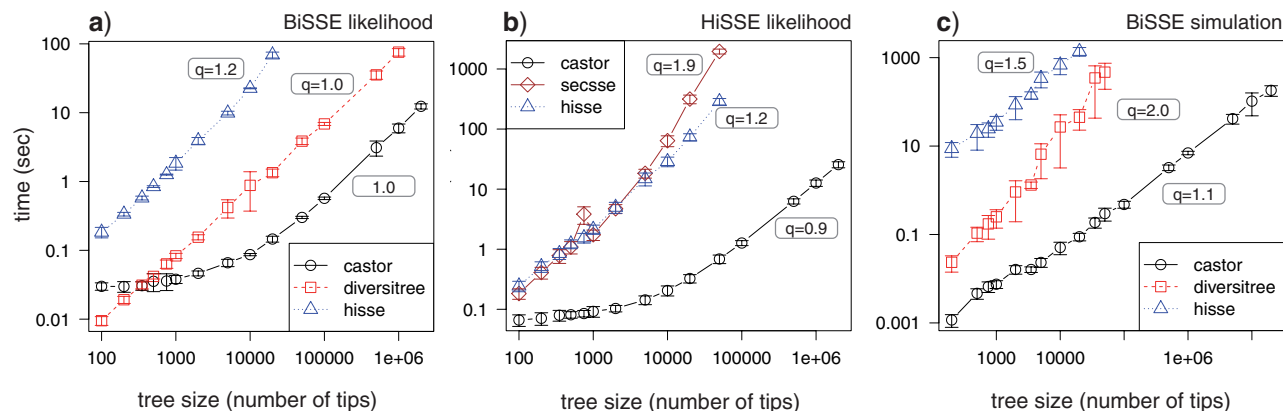 a)
BiSSE likelihood
time (sec)
100
10
1
0.1
0.01
q=1.2
q=1.0
1.0
castor
diversitree
hisse
100
1000
10000
100000
1e+06
tree size (number of tips)
b)
HiSSE likelihood
1000
100
10
1
0.1
castor
secsse
hisse
q=1.9
q=1.2
q=0.9
100
1000
10000
100000
1e+06
tree size (number of tips)
c)
BiSSE simulation
1000
10
0.1
0.001
q=1.5
q=2.0
q=1.1
castor
diversitree
hisse
1000
10000
1e+06
tree size (number of tips)